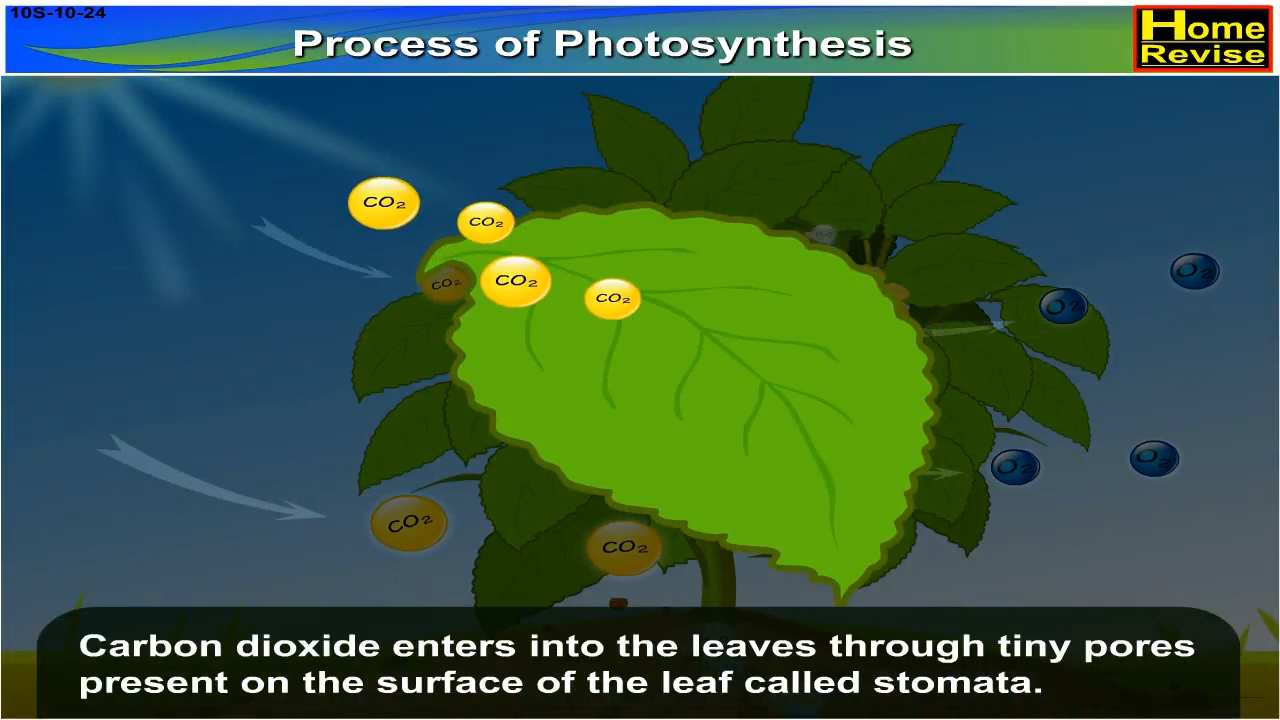 10S-10-24
Process of Photosynthesis
Home
Revise
CO₂
CO₂
H₂O
CO₂
CO₂
CO₂
O₂
O₂
CO₂
CO₂
O₂
O₂
Carbon dioxide enters into the leaves through tiny pores
present on the surface of the leaf called stomata.